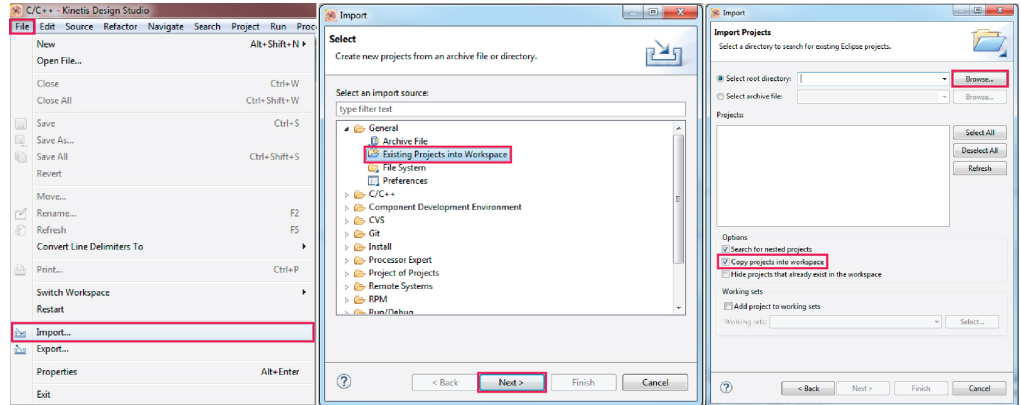 C/C++ - Kinetis Design Studio
File Edit Source Refactor Navigate Search Project Run Proc
New Alt+Shift+N
Open File...
Close Ctrl+W
Close All Ctrl+Shift+W
Save Ctrl+S
Save As...
Save All Ctrl+Shift+S
Revert
Move...
Rename... F2
Refresh F5
Convert Line Delimiters To
Print... Ctrl+P
Switch Workspace
Restart
Import...
Export...
Properties Alt+Enter
Exit
Import
Select
Create new projects from an archive file or directory.
Select an import source:
type filter text
General
Archive File
Existing Projects into Workspace
File System
Preferences
C/C++
Component Development Environment
CVS
Git
Install
Processor Expert
Project of Projects
Remote Systems
RPM
Run/Debug
< Back Next > Finish Cancel
Import
Import Projects
Select a directory to search for existing Eclipse projects.
Select root directory: Browse...
Select archive file: Browse...
Projects:
Select All
Deselect All
Refresh
Options
Search for nested projects
Copy projects into workspace
Hide projects that already exist in the workspace
Working sets
Add project to working sets
Working sets: Select...
< Back Next > Finish Cancel